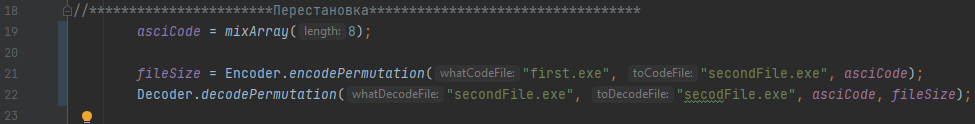 18 //***********************Перестановка**********************************
19 asciCode = mixArray( length: 8);
20
21 fileSize = Encoder.encodePermutation( whatCodeFile: "first.exe", toCodeFile: "secondFile.exe", asciCode);
22 Decoder.decodePermutation( whatDecodeFile: "secondFile.exe", toDecodeFile: "secodFile.exe", asciCode, fileSize);
23